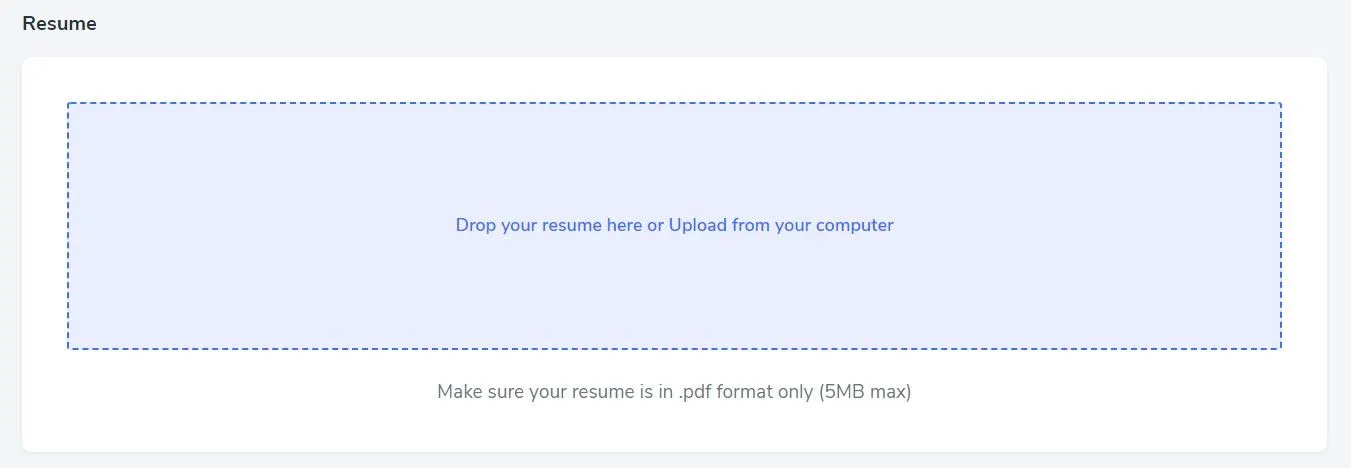 Resume
Drop your resume here or Upload from your computer
Make sure your resume is in .pdf format only (5MB max)